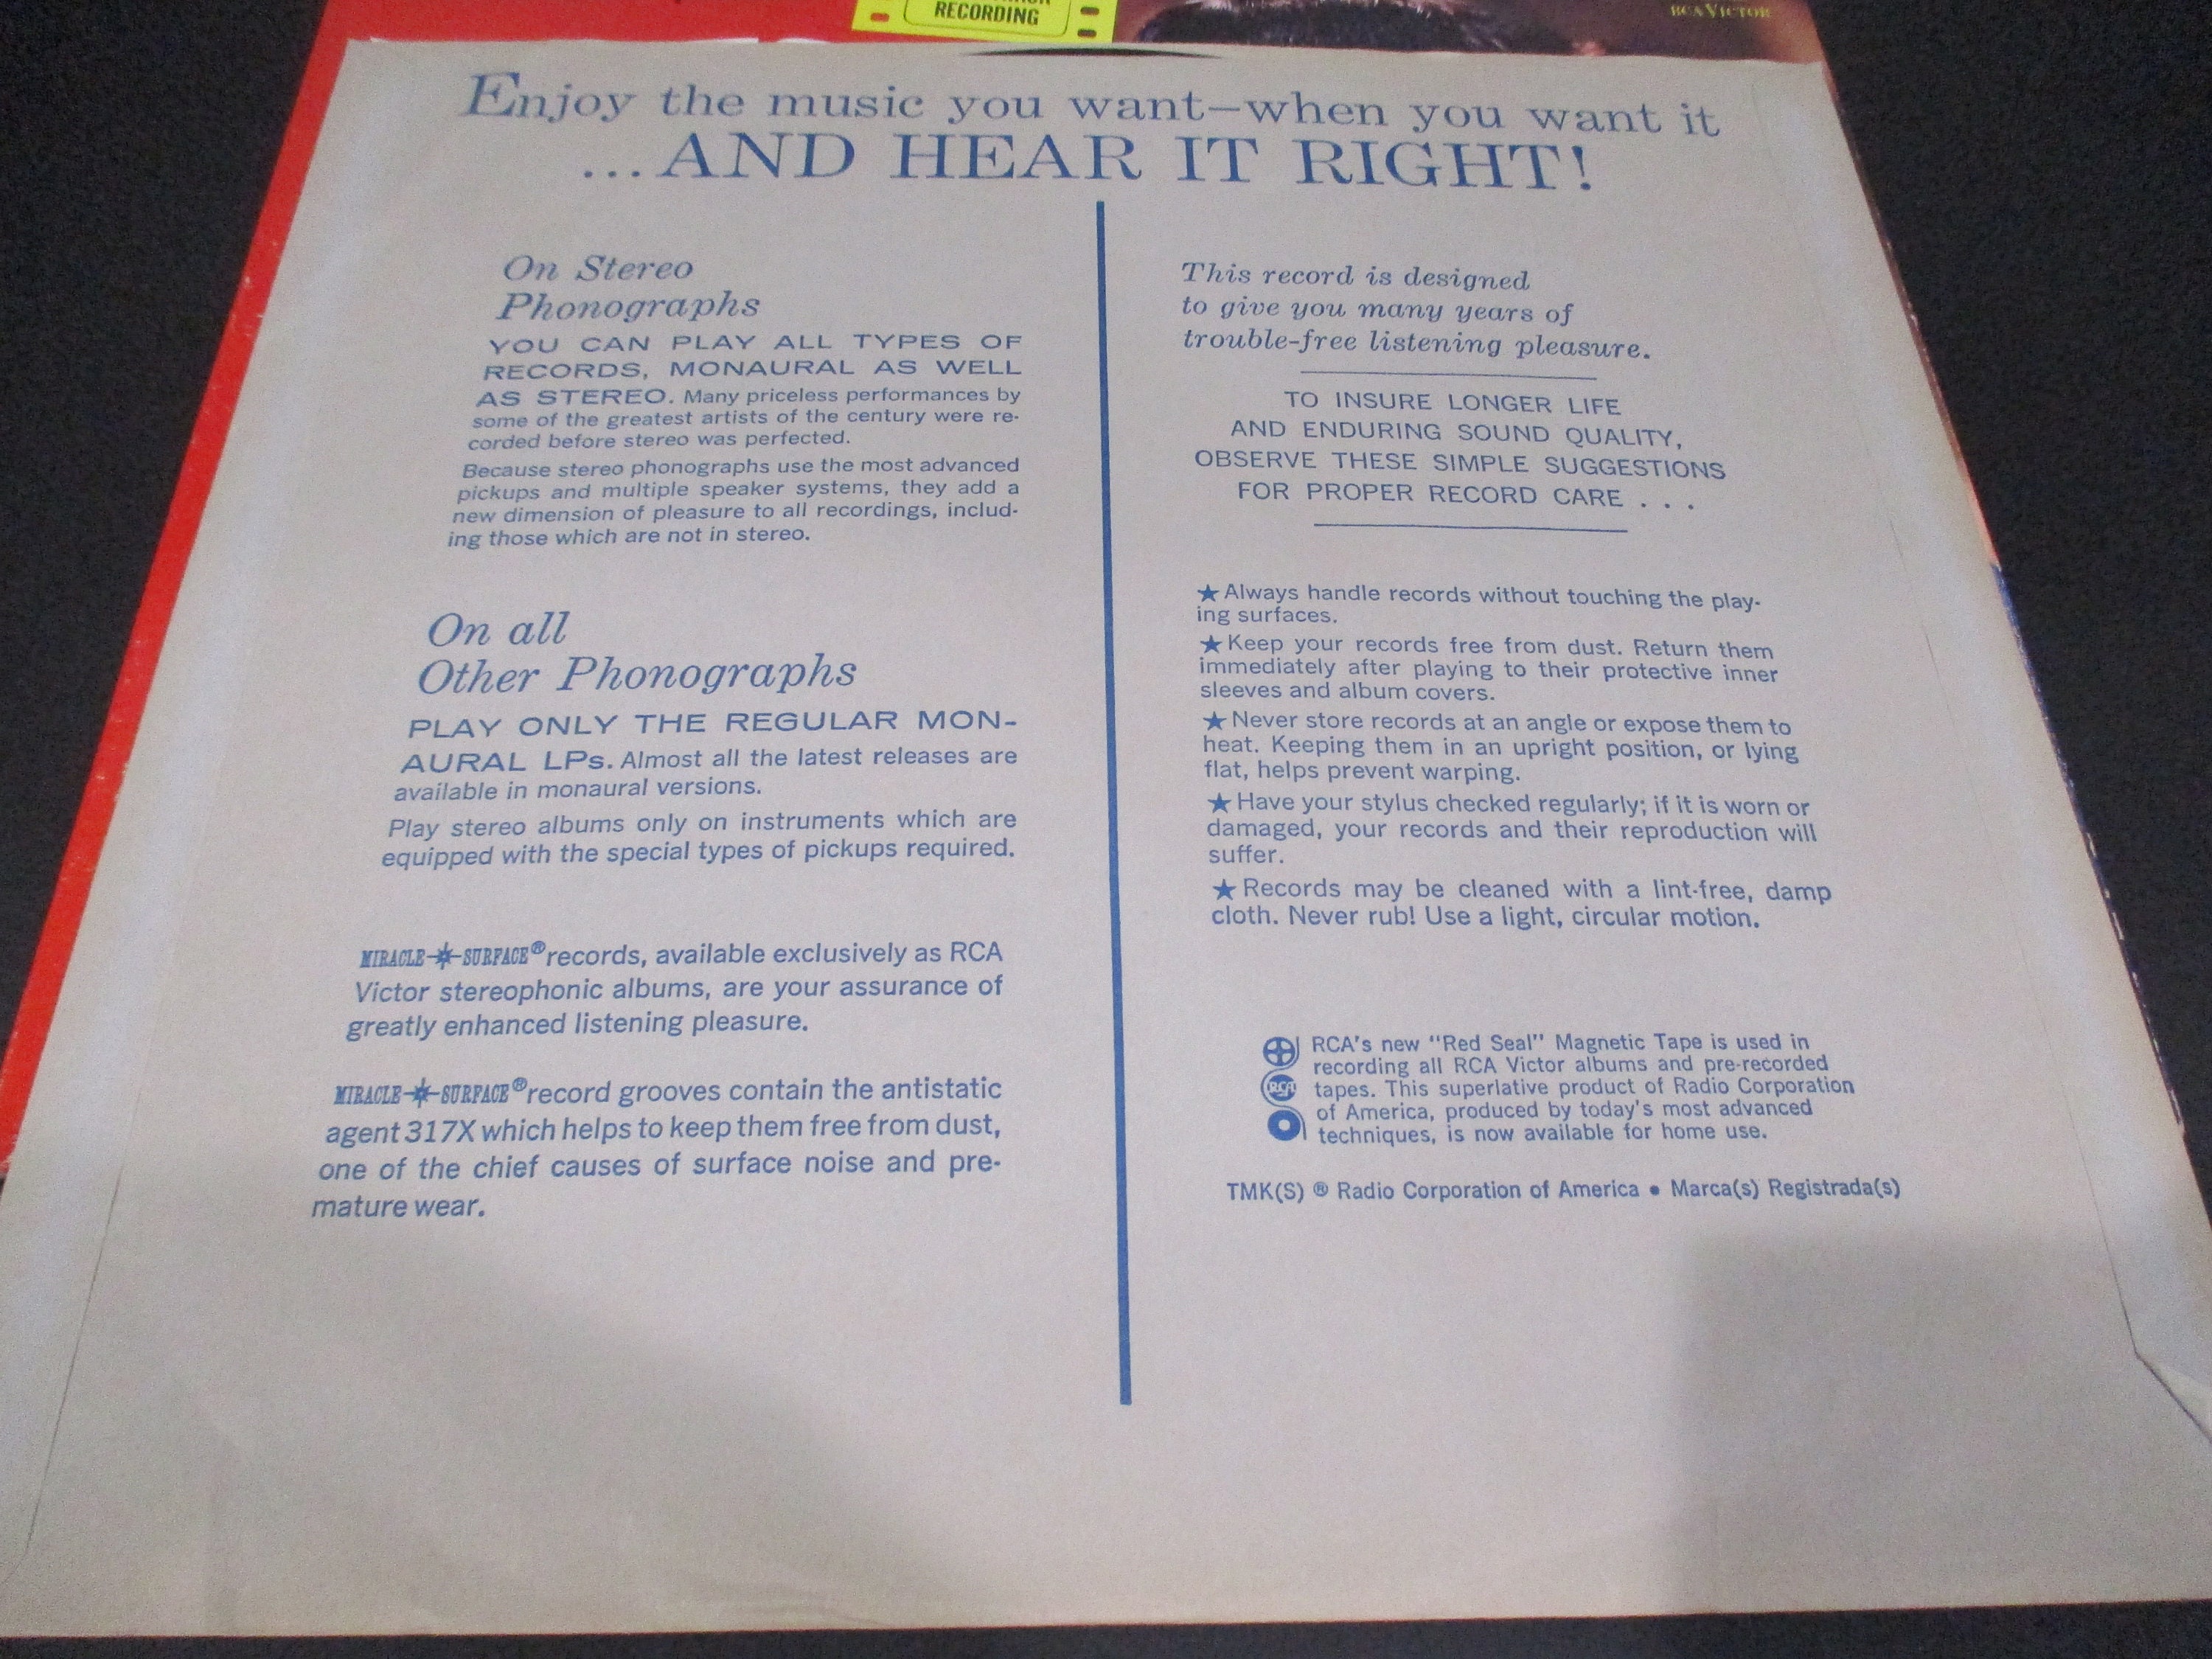 RECORDING
RCA VICTOR
Enjoy the music you want—when you want it
...AND HEAR IT RIGHT!
On Stereo
Phonographs
YOU CAN PLAY ALL TYPES OF
RECORDS, MONAURAL AS WELL
AS STEREO. Many priceless performances by
some of the greatest artists of the century were re-
corded before stereo was perfected.
Because stereo phonographs use the most advanced
pickups and multiple speaker systems, they add a
new dimension of pleasure to all recordings, includ-
ing those which are not in stereo.
On all
Other Phonographs
PLAY ONLY THE REGULAR MON-
AURAL LPs. Almost all the latest releases are
available in monaural versions.
Play stereo albums only on instruments which are
equipped with the special types of pickups required.
MIRACLE SURFACE® records, available exclusively as RCA
Victor stereophonic albums, are your assurance of
greatly enhanced listening pleasure.
MIRACLE SURFACE® record grooves contain the antistatic
agent 317X which helps to keep them free from dust,
one of the chief causes of surface noise and pre-
mature wear.
This record is designed
to give you many years of
trouble-free listening pleasure.
TO INSURE LONGER LIFE
AND ENDURING SOUND QUALITY,
OBSERVE THESE SIMPLE SUGGESTIONS
FOR PROPER RECORD CARE . . .
★ Always handle records without touching the play-
ing surfaces.
★ Keep your records free from dust. Return them
immediately after playing to their protective inner
sleeves and album covers.
★ Never store records at an angle or expose them to
heat. Keeping them in an upright position, or lying
flat, helps prevent warping.
★ Have your stylus checked regularly; if it is worn or
damaged, your records and their reproduction will
suffer.
★ Records may be cleaned with a lint-free, damp
cloth. Never rub! Use a light, circular motion.
RCA
RCA's new "Red Seal" Magnetic Tape is used in
recording all RCA Victor albums and pre-recorded
tapes. This superlative product of Radio Corporation
of America, produced by today's most advanced
techniques, is now available for home use.
TMK(S) ® Radio Corporation of America • Marca(s) Registrada(s)